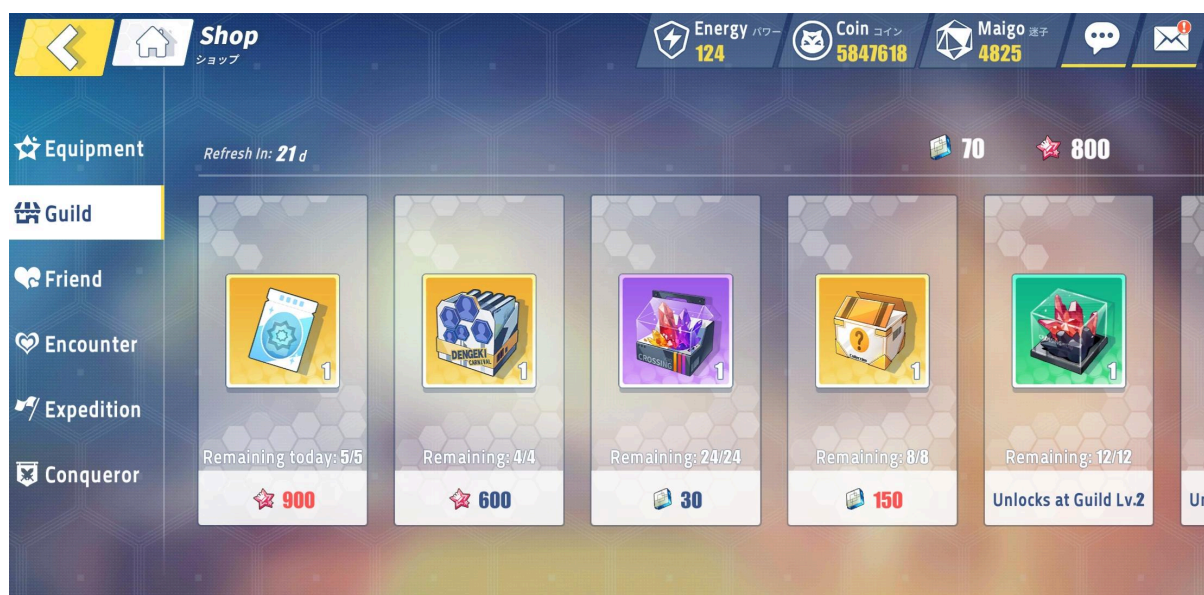 Shop
ショップ
Energy パワー
124
Coin コイン
5847618
Maigo 迷子
4825
Equipment
Guild
Friend
Encounter
Expedition
Conqueror
Refresh In: 21 d
70
800
1
Remaining today: 5/5
900
DENGEKI
CARNIVAL
1
Remaining: 4/4
600
CROSSING
1
Remaining: 24/24
30
?
1
Remaining: 8/8
150
1
Remaining: 12/12
Unlocks at Guild Lv.2